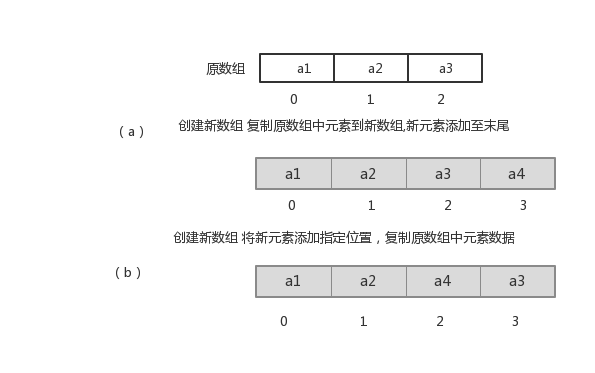 原数组 a1 a2 a3
0 1 2
(a) 创建新数组 复制原数组中元素到新数组,新元素添加至末尾
a1 a2 a3 a4
0 1 2 3
创建新数组 将新元素添加指定位置，复制原数组中元素数据
(b) a1 a2 a4 a3
0 1 2 3